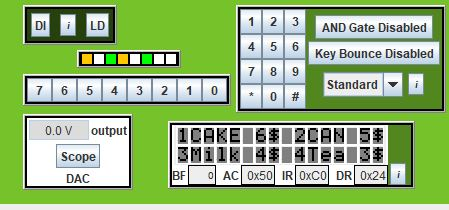 DI i LD
1 2 3
4 5 6
7 8 9
* 0 #
AND Gate Disabled
Key Bounce Disabled
Standard i
7 6 5 4 3 2 1 0
0.0 V output
Scope
DAC
1CAKE 6$ 2CAN 5$
3Milk 4$ 4Tea 3$
BF 0 AC 0x50 IR 0xC0 DR 0x24 i